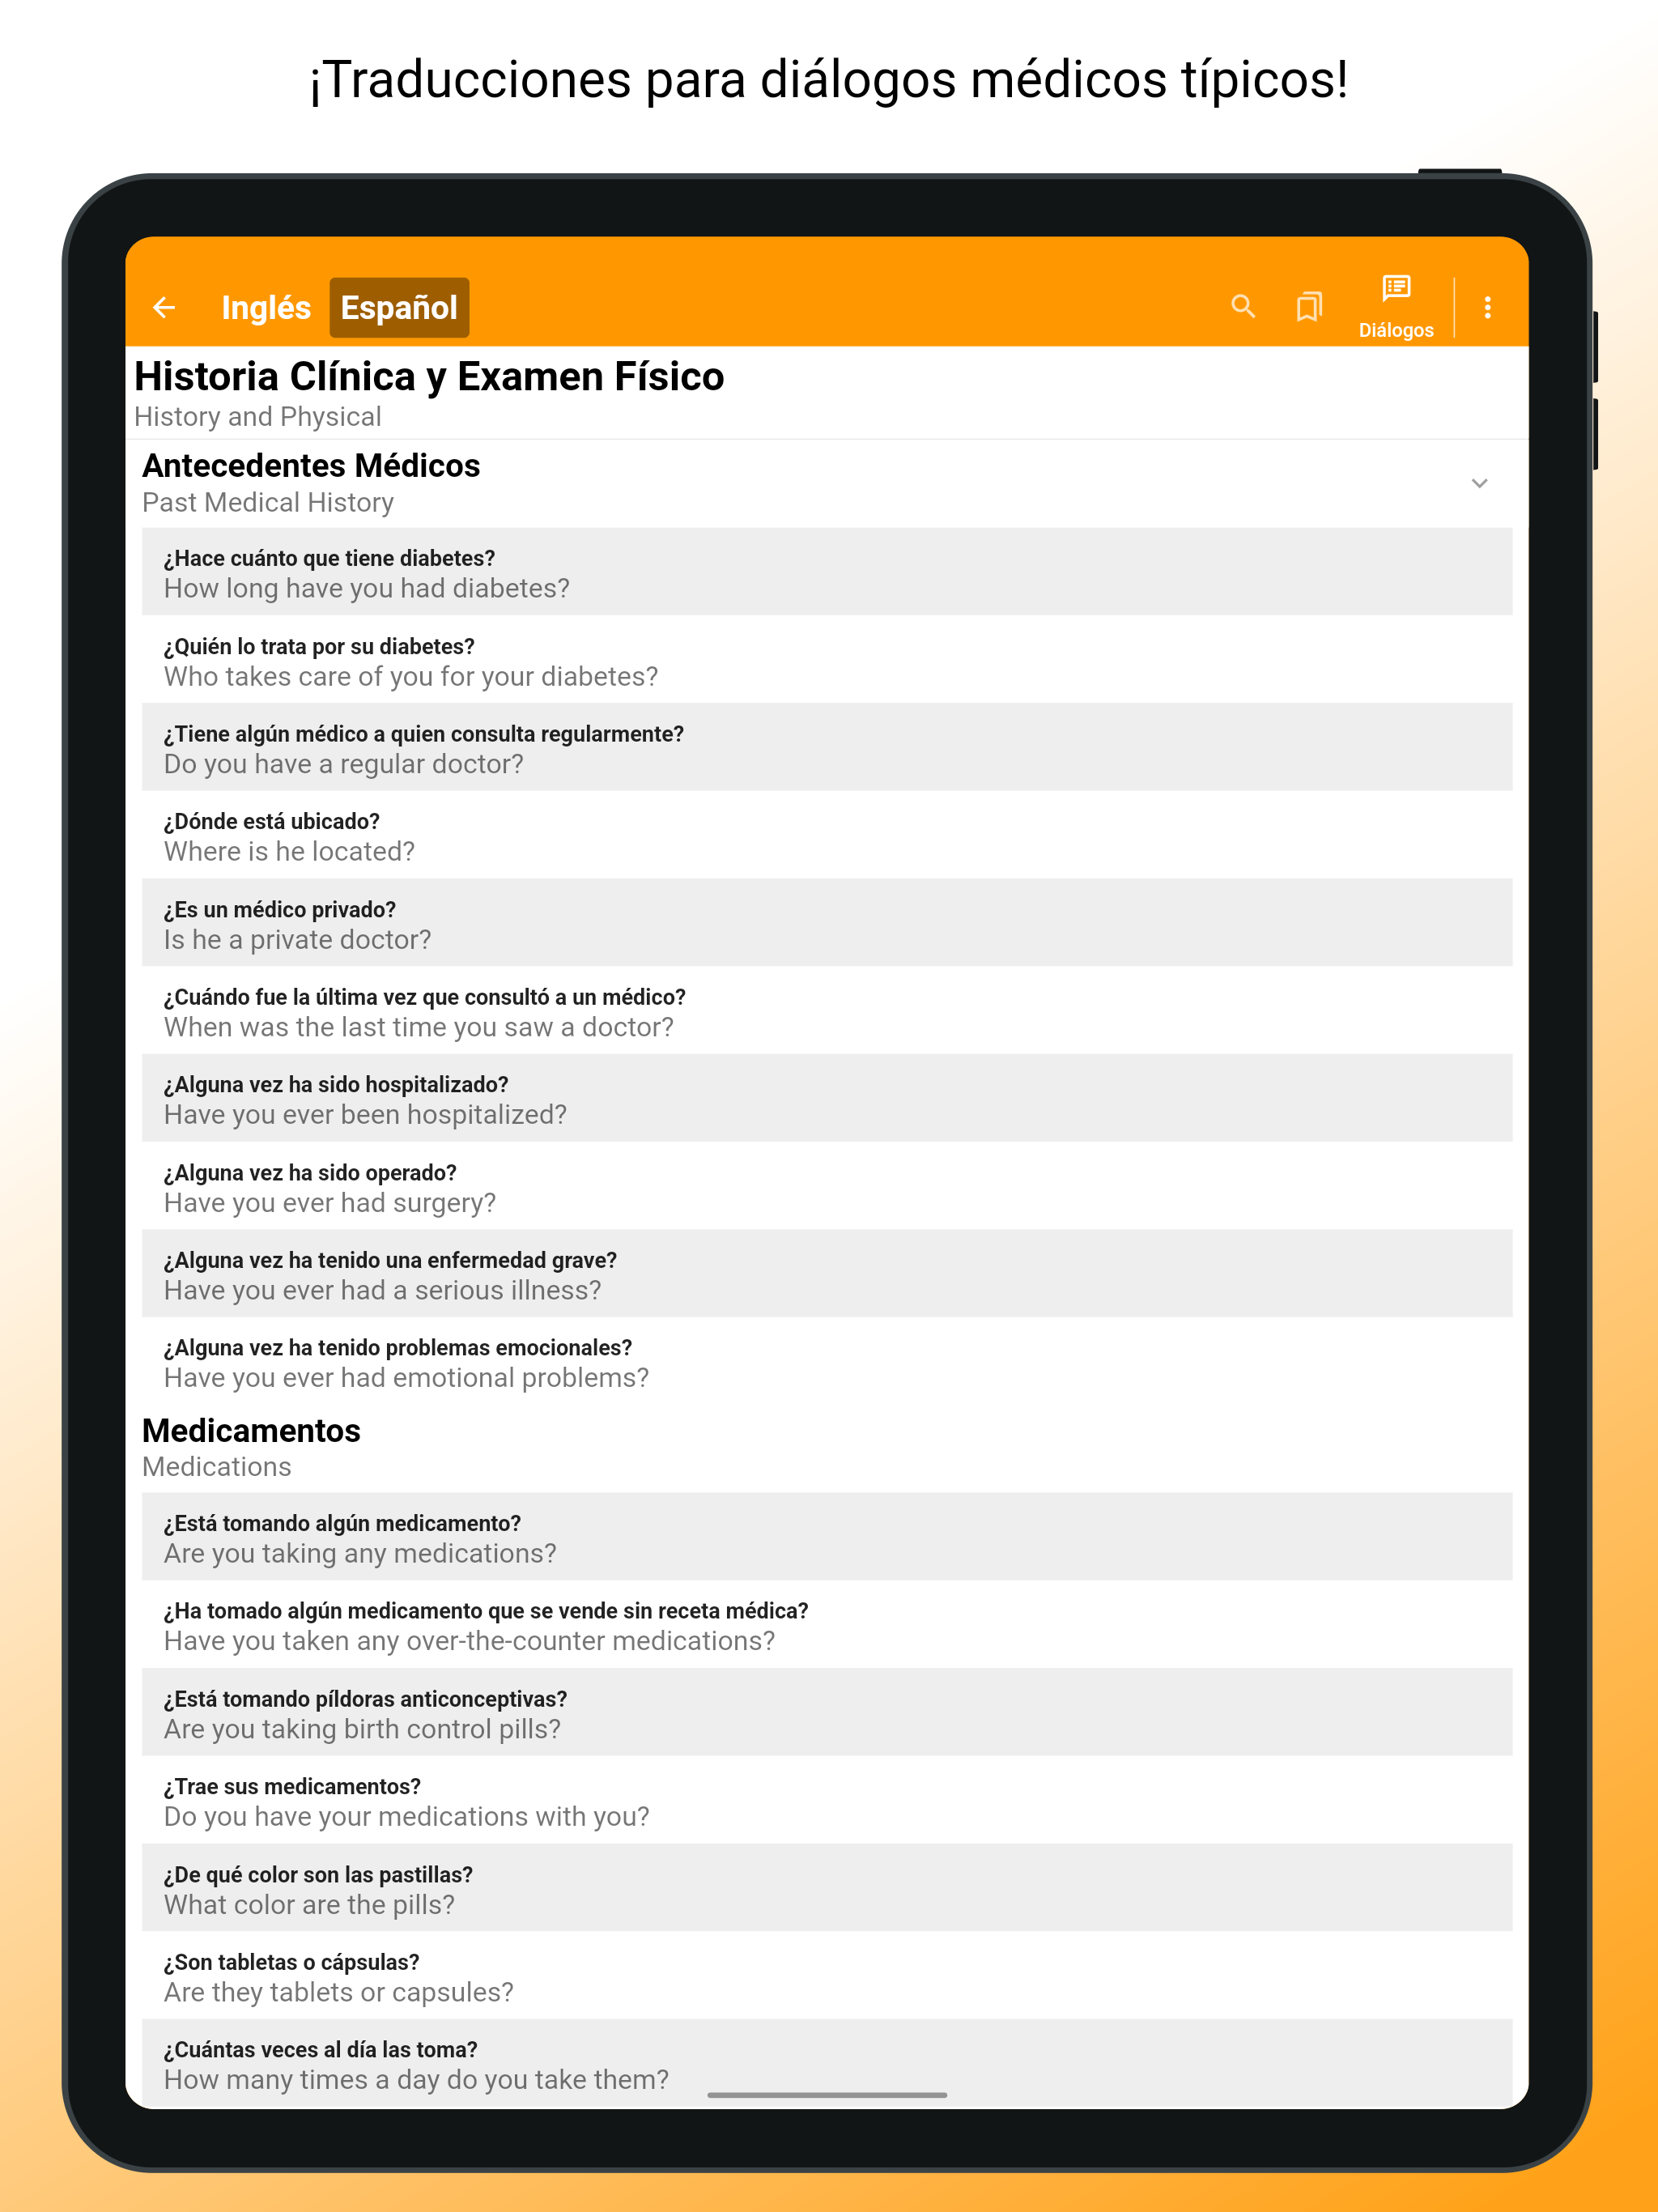 ¡Traducciones para diálogos médicos típicos!
Inglés Español
Diálogos
Historia Clínica y Examen Físico
History and Physical
Antecedentes Médicos
Past Medical History
¿Hace cuánto que tiene diabetes?
How long have you had diabetes?
¿Quién lo trata por su diabetes?
Who takes care of you for your diabetes?
¿Tiene algún médico a quien consulta regularmente?
Do you have a regular doctor?
¿Dónde está ubicado?
Where is he located?
¿Es un médico privado?
Is he a private doctor?
¿Cuándo fue la última vez que consultó a un médico?
When was the last time you saw a doctor?
¿Alguna vez ha sido hospitalizado?
Have you ever been hospitalized?
¿Alguna vez ha sido operado?
Have you ever had surgery?
¿Alguna vez ha tenido una enfermedad grave?
Have you ever had a serious illness?
¿Alguna vez ha tenido problemas emocionales?
Have you ever had emotional problems?
Medicamentos
Medications
¿Está tomando algún medicamento?
Are you taking any medications?
¿Ha tomado algún medicamento que se vende sin receta médica?
Have you taken any over-the-counter medications?
¿Está tomando píldoras anticonceptivas?
Are you taking birth control pills?
¿Trae sus medicamentos?
Do you have your medications with you?
¿De qué color son las pastillas?
What color are the pills?
¿Son tabletas o cápsulas?
Are they tablets or capsules?
¿Cuántas veces al día las toma?
How many times a day do you take them?